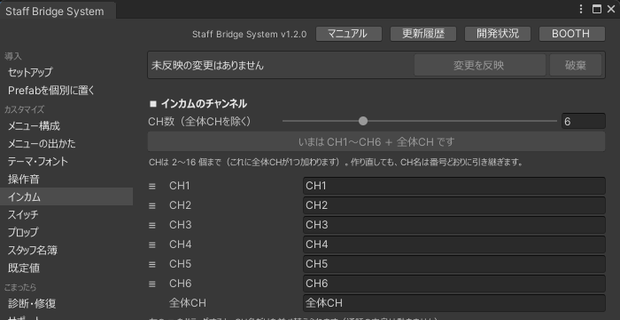 Staff Bridge System
Staff Bridge System v1.2.0 マニュアル 更新履歴 開発状況 BOOTH
導入
セットアップ
Prefabを個別に置く
カスタマイズ
メニュー構成
メニューの出かた
テーマ・フォント
操作音
インカム
スイッチ
プロップ
スタッフ名簿
既定値
こまったら
診断・修復
未反映の変更はありません 変更を反映 破棄
■ インカムのチャンネル
CH数（全体CHを除く） 6
いまは CH1～CH6 ＋ 全体CH です
CHは 2～16 個まで（これに全体CHが1つ加わります）。作り直しても、CH名は番号どおりに引き継ぎます。
CH1 CH1
CH2 CH2
CH3 CH3
CH4 CH4
CH5 CH5
CH6 CH6
全体CH 全体CH